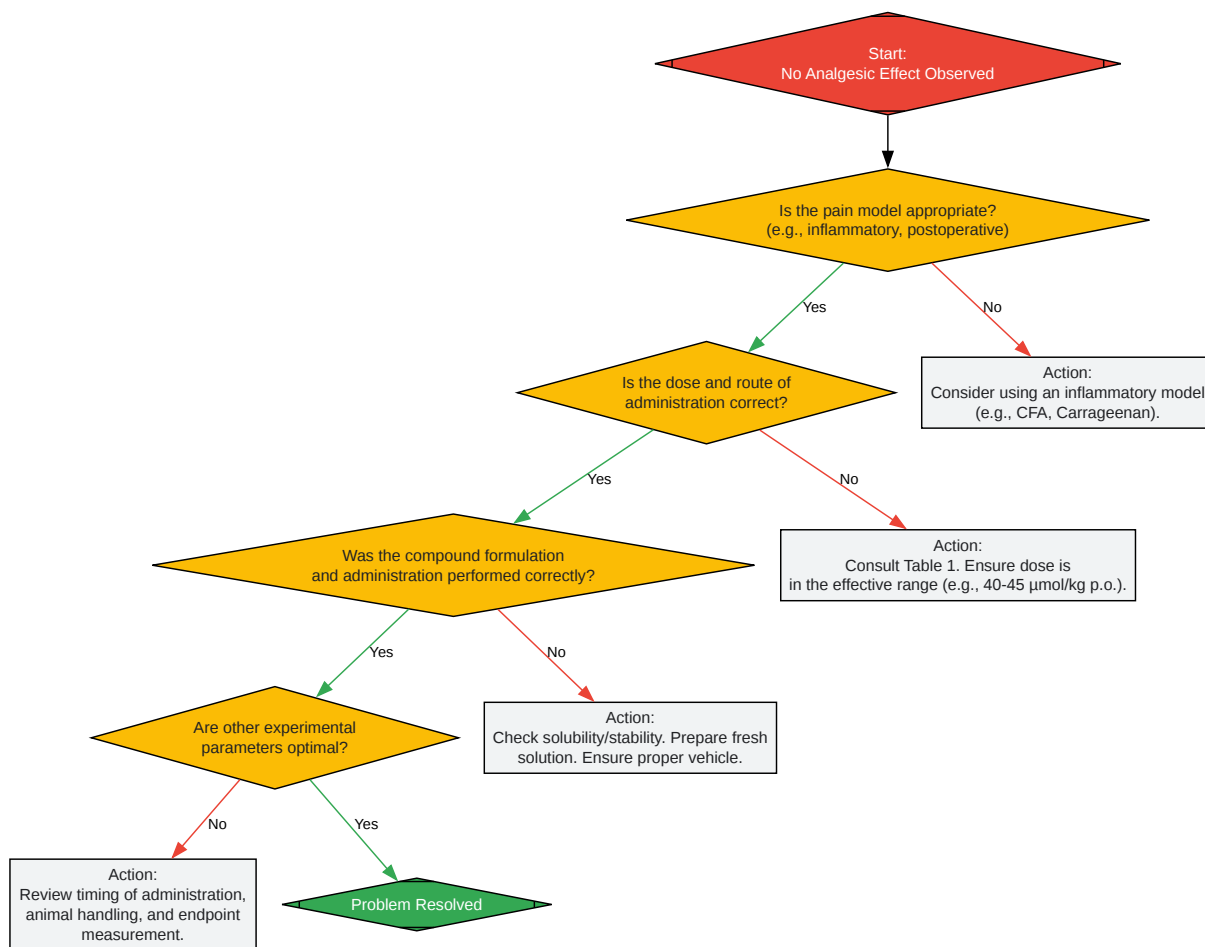 Start:
No Analgesic Effect Observed
Is the pain model appropriate?
(e.g., inflammatory, postoperative)
Yes
No
Is the dose and route of
administration correct?
Action:
Consider using an inflammatory model
(e.g., CFA, Carrageenan).
Yes
No
Was the compound formulation
and administration performed correctly?
Action:
Consult Table 1. Ensure dose is
in the effective range (e.g., 40-45 µmol/kg p.o.).
Yes
No
Are other experimental
parameters optimal?
Action:
Check solubility/stability. Prepare fresh
solution. Ensure proper vehicle.
No
Yes
Action:
Review timing of administration,
animal handling, and endpoint
measurement.
Problem Resolved